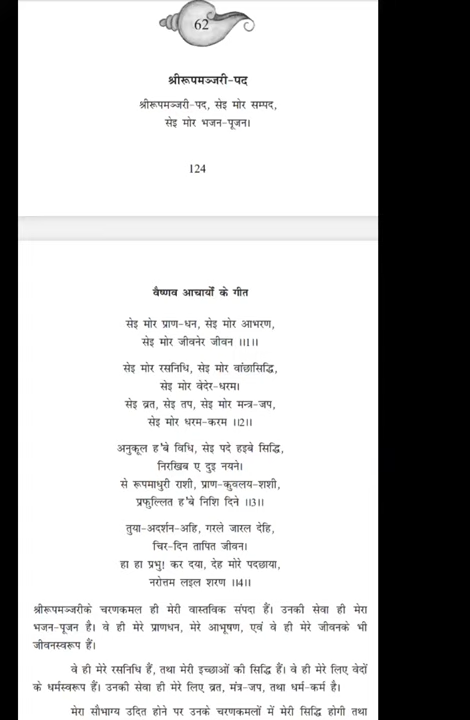 62
श्रीरूपमञ्जरी-पद
श्रीरूपमञ्जरी-पद, सेइ मोर सम्पद,
सेइ मोर भजन-पूजन।
124
वैष्णव आचार्यों के गीत
सेइ मोर प्राण-धन, सेइ मोर आभरण,
सेइ मोर जीवनेर जीवन ।।1।।
सेइ मोर रसनिधि, सेइ मोर वांछासिद्धि,
सेइ मोर वेदेर-धरम।
सेइ व्रत, सेइ तप, सेइ मोर मन्त्र-जप,
सेइ मोर धरम-करम ।।2।।
अनुकूल ह'बे विधि, सेइ पदे हइबे सिद्धि,
निरखिब ए दुइ नयने।
से रूपमाधुरी राशी, प्राण-कुवलय-शशी,
प्रफुल्लित ह'बे निशि दिने ।।3।।
तुया-अदर्शन-अहि, गरले जारल देहि,
चिर-दिन तापित जीवन।
हा हा प्रभु! कर दया, देह मोरे पदछाया,
नरोत्तम लइल शरण ।।4।।
श्रीरूपमञ्जरीके चरणकमल ही मेरी वास्तविक संपदा हैं। उनकी सेवा ही मेरा
भजन-पूजन है। वे ही मेरे प्राणधन, मेरे आभूषण, एवं वे ही मेरे जीवनके भी
जीवनस्वरूप हैं।
वे ही मेरे रसनिधि हैं, तथा मेरी इच्छाओं की सिद्धि हैं। वे ही मेरे लिए वेदों
के धर्मस्वरूप हैं। उनकी सेवा ही मेरे लिए व्रत, मंत्र-जप, तथा धर्म-कर्म है।
मेरा सौभाग्य उदित होने पर उनके चरणकमलों में मेरी सिद्धि होगी तथा